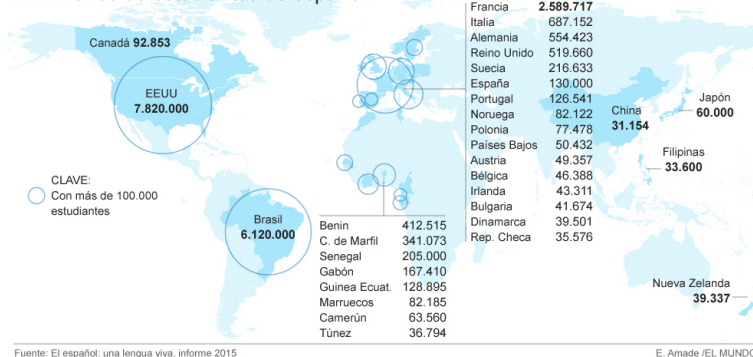 Canadá 92.853
EEUU
7.820.000
CLAVE:
Con más de 100.000
estudiantes
Brasil
6.120.000
Benin 412.515
C. de Marfil 341.073
Senegal 205.000
Gabón 167.410
Guinea Ecuat. 128.895
Marruecos 82.185
Camerún 63.560
Túnez 36.794
Francia 2.589.717
Italia 687.152
Alemania 554.423
Reino Unido 519.660
Suecia 216.633
España 130.000
Portugal 126.541
Noruega 82.122
Polonia 77.478
Países Bajos 50.432
Austria 49.357
Bélgica 46.388
Irlanda 43.311
Bulgaria 41.674
Dinamarca 39.501
Rep. Checa 35.576
China
31.154
Japón
60.000
Filipinas
33.600
Nueva Zelanda
39.337
Fuente: El español: una lengua viva. informe 2015
E. Amade /EL MUNDO